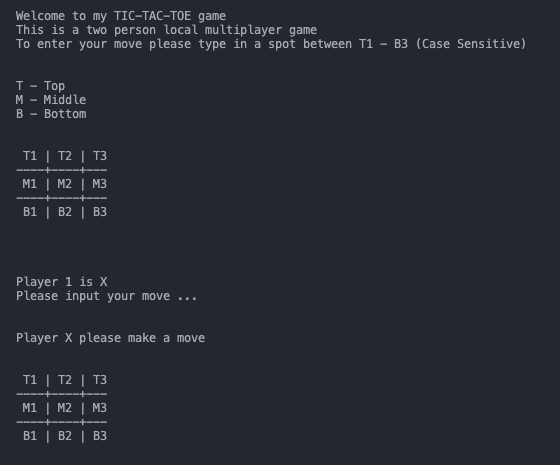 Welcome to my TIC-TAC-TOE game
This is a two person local multiplayer game
To enter your move please type in a spot between T1 - B3 (Case Sensitive)
T - Top
M - Middle
B - Bottom
T1 | T2 | T3
----+----+---
M1 | M2 | M3
----+----+---
B1 | B2 | B3
Player 1 is X
Please input your move ...
Player X please make a move
T1 | T2 | T3
----+----+---
M1 | M2 | M3
----+----+---
B1 | B2 | B3